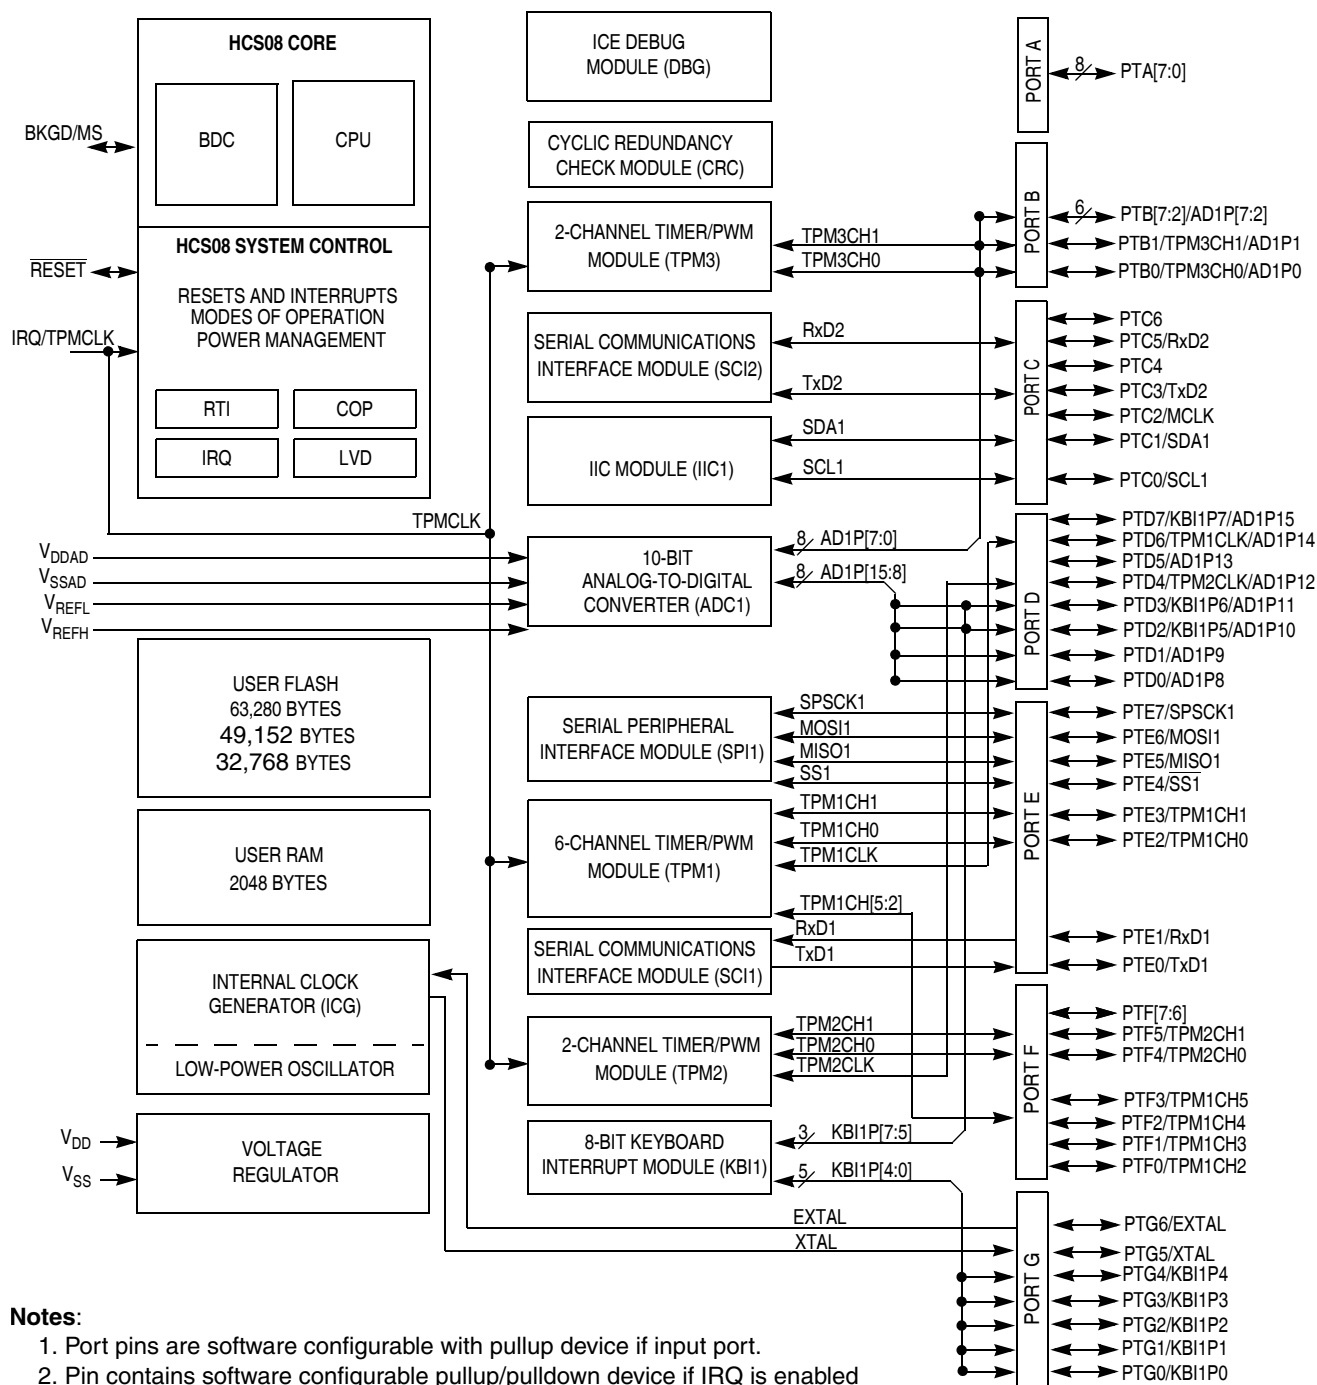 HCS08 CORE
BDC
CPU
BKGD/MS
HCS08 SYSTEM CONTROL
RESET
RESETS AND INTERRUPTS
MODES OF OPERATION
POWER MANAGEMENT
IRQ/TPMCLK
RTI
COP
IRQ
LVD
TPMCLK
VDDAD
VSSAD
VREFL
VREFH
USER FLASH
63,280 BYTES
49,152 BYTES
32,768 BYTES
USER RAM
2048 BYTES
INTERNAL CLOCK
GENERATOR (ICG)
LOW-POWER OSCILLATOR
VDD
VSS
VOLTAGE
REGULATOR
ICE DEBUG
MODULE (DBG)
CYCLIC REDUNDANCY
CHECK MODULE (CRC)
2-CHANNEL TIMER/PWM
MODULE (TPM3)
TPM3CH1
TPM3CH0
SERIAL COMMUNICATIONS
INTERFACE MODULE (SCI2)
RxD2
TxD2
IIC MODULE (IIC1)
SDA1
SCL1
10-BIT
ANALOG-TO-DIGITAL
CONVERTER (ADC1)
8 AD1P[7:0]
8 AD1P[15:8]
SERIAL PERIPHERAL
INTERFACE MODULE (SPI1)
SPSCK1
MOSI1
MISO1
SS1
6-CHANNEL TIMER/PWM
MODULE (TPM1)
TPM1CH1
TPM1CH0
TPM1CLK
TPM1CH[5:2]
SERIAL COMMUNICATIONS
INTERFACE MODULE (SCI1)
RxD1
TxD1
2-CHANNEL TIMER/PWM
MODULE (TPM2)
TPM2CH1
TPM2CH0
TPM2CLK
8-BIT KEYBOARD
INTERRUPT MODULE (KBI1)
3 KBI1P[7:5]
5 KBI1P[4:0]
EXTAL
XTAL
PORT A
8 PTA[7:0]
PORT B
6 PTB[7:2]/AD1P[7:2]
PTB1/TPM3CH1/AD1P1
PTB0/TPM3CH0/AD1P0
PORT C
PTC6
PTC5/RxD2
PTC4
PTC3/TxD2
PTC2/MCLK
PTC1/SDA1
PTC0/SCL1
PORT D
PTD7/KBI1P7/AD1P15
PTD6/TPM1CLK/AD1P14
PTD5/AD1P13
PTD4/TPM2CLK/AD1P12
PTD3/KBI1P6/AD1P11
PTD2/KBI1P5/AD1P10
PTD1/AD1P9
PTD0/AD1P8
PORT E
PTE7/SPSCK1
PTE6/MOSI1
PTE5/MISO1
PTE4/SS1
PTE3/TPM1CH1
PTE2/TPM1CH0
PTE1/RxD1
PTE0/TxD1
PORT F
PTF[7:6]
PTF5/TPM2CH1
PTF4/TPM2CH0
PTF3/TPM1CH5
PTF2/TPM1CH4
PTF1/TPM1CH3
PTF0/TPM1CH2
PORT G
PTG6/EXTAL
PTG5/XTAL
PTG4/KBI1P4
PTG3/KBI1P3
PTG2/KBI1P2
PTG1/KBI1P1
PTG0/KBI1P0
Notes:
1. Port pins are software configurable with pullup device if input port.
2. Pin contains software configurable pullup/pulldown device if IRQ is enabled